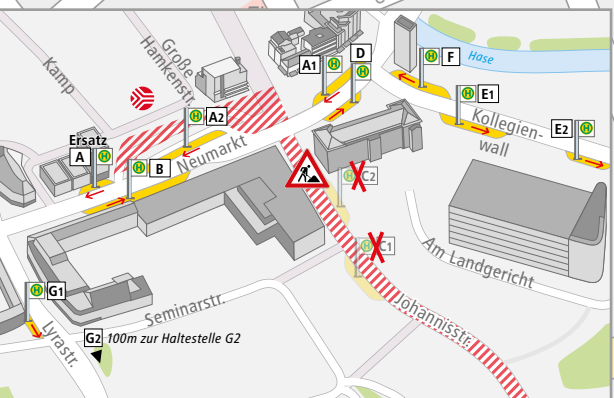 Kamp
Große
Hamkenstr.
A1
D
F
Hase
A2
E1
Kollegien-
wall
E2
Ersatz
A
B
Neumarkt
C2
C1
Am Landgericht
G1
Lyrastr.
Seminarstr.
G2 100m zur Haltestelle G2
Johannisstr.
H
H
H
H
H
H
H
H
H
H
H